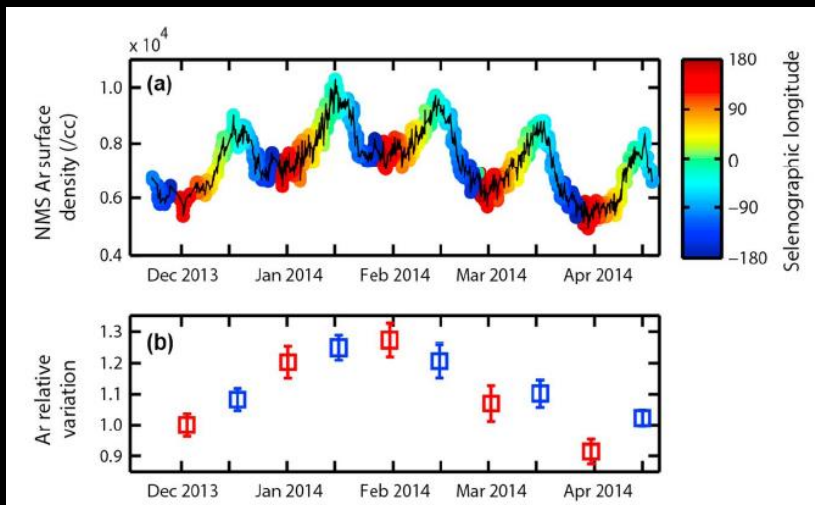 x 10⁴
(a)
1.0
0.8
0.6
0.4
NMS Ar surface
density (/cc)
Dec 2013 Jan 2014 Feb 2014 Mar 2014 Apr 2014
180
90
0
−90
−180
Selenographic longitude
(b)
1.3
1.2
1.1
1.0
0.9
Ar relative
variation
Dec 2013 Jan 2014 Feb 2014 Mar 2014 Apr 2014